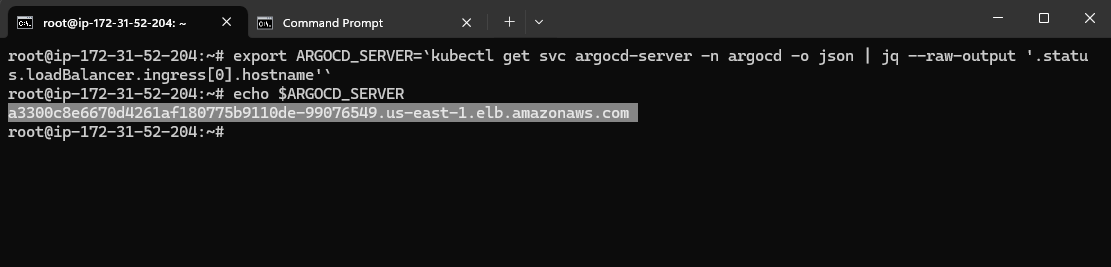 root@ip-172-31-52-204: ~
Command Prompt
root@ip-172-31-52-204:~# export ARGOCD_SERVER=`kubectl get svc argocd-server -n argocd -o json | jq --raw-output '.statu
s.loadBalancer.ingress[0].hostname'`
root@ip-172-31-52-204:~# echo $ARGOCD_SERVER
a3300c8e6670d4261af180775b9110de-99076549.us-east-1.elb.amazonaws.com
root@ip-172-31-52-204:~#